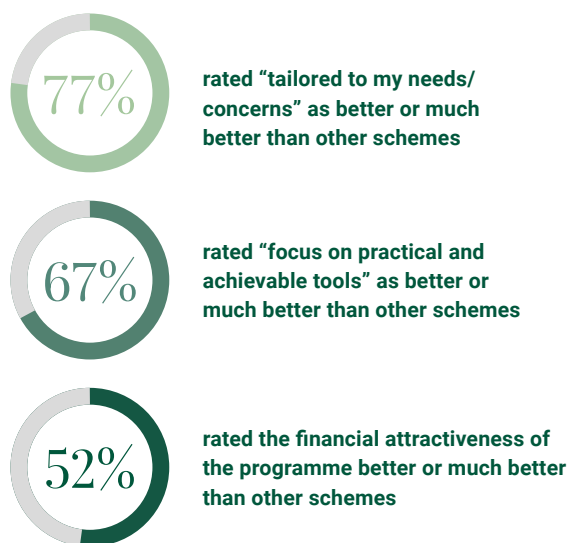 77%
rated “tailored to my needs/
concerns” as better or much
better than other schemes
67%
rated “focus on practical and
achievable tools” as better or
much better than other schemes
52%
rated the financial attractiveness of
the programme better or much better
than other schemes